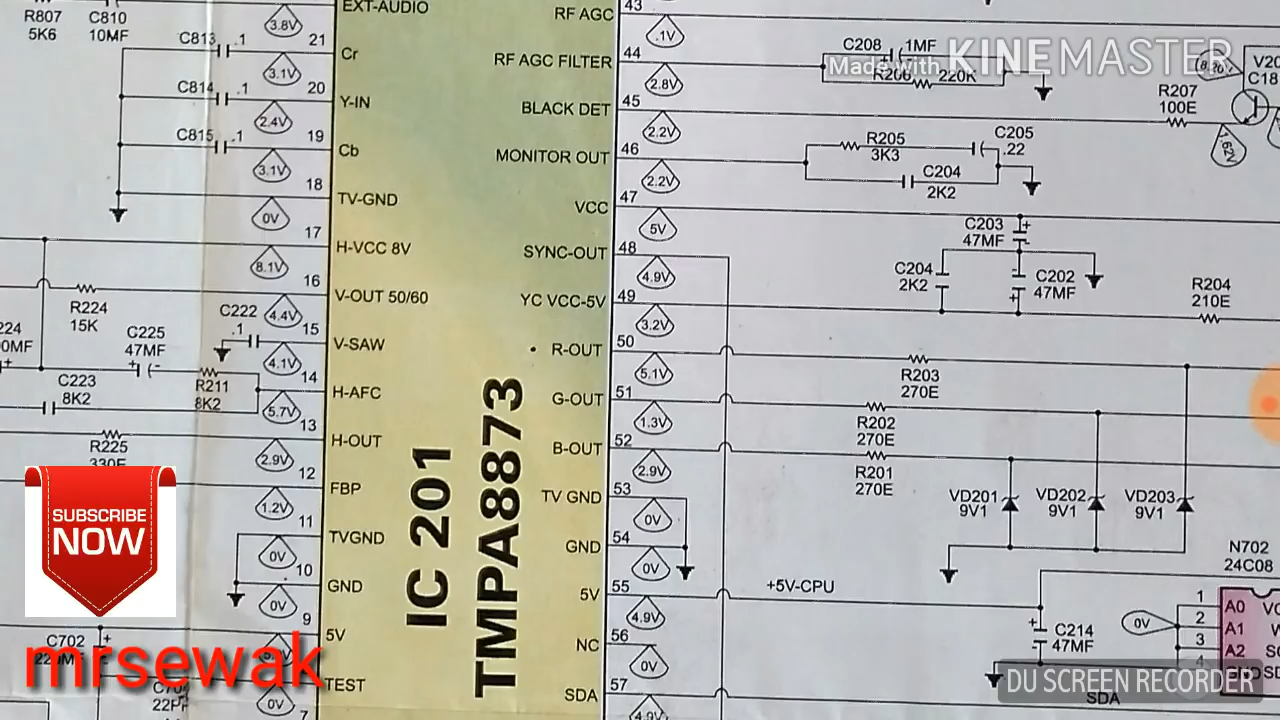 R807
5K6
C810
10MF
3.8V
EXT-AUDIO
C813 .1
21
Cr
3.1V
C814 .1
20
Y-IN
2.4V
C815 .1
19
Cb
3.1V
18
TV-GND
0V
17
H-VCC 8V
8.1V
16
V-OUT 50/60
R224
15K
4.4V
C222
.1
15
V-SAW
C225
47MF
+ -
4.1V
14
H-AFC
R211
8K2
C223
8K2
5.7V
13
H-OUT
R225
330E
2.9V
12
FBP
1.2V
11
TVGND
0V
10
GND
0V
9
5V
C702
TEST
22PF
0V
7
IC 201
TMPA8873
RF AGC
43
.1V
RF AGC FILTER
44
2.8V
C208
1MF
R206
220K
BLACK DET
45
2.2V
R207
100E
1.62V
MONITOR OUT
46
2.2V
R205
3K3
C205
.22
C204
2K2
VCC
47
5V
C203
47MF
SYNC-OUT
48
4.9V
C204
2K2
C202
47MF
YC VCC-5V
49
3.2V
R204
210E
R-OUT
50
5.1V
R203
270E
G-OUT
51
1.3V
R202
270E
B-OUT
52
2.9V
R201
270E
TV GND
53
0V
VD201
9V1
VD202
9V1
VD203
9V1
GND
54
0V
5V
55
4.9V
+5V-CPU
NC
56
0V
C214
47MF
SDA
57
4.9V
SDA
N702
24C08
1
A0
2
A1
3
A2
4
0V
Made with KINEMASTER
SUBSCRIBE
NOW
mrsewak
DU SCREEN RECORDER